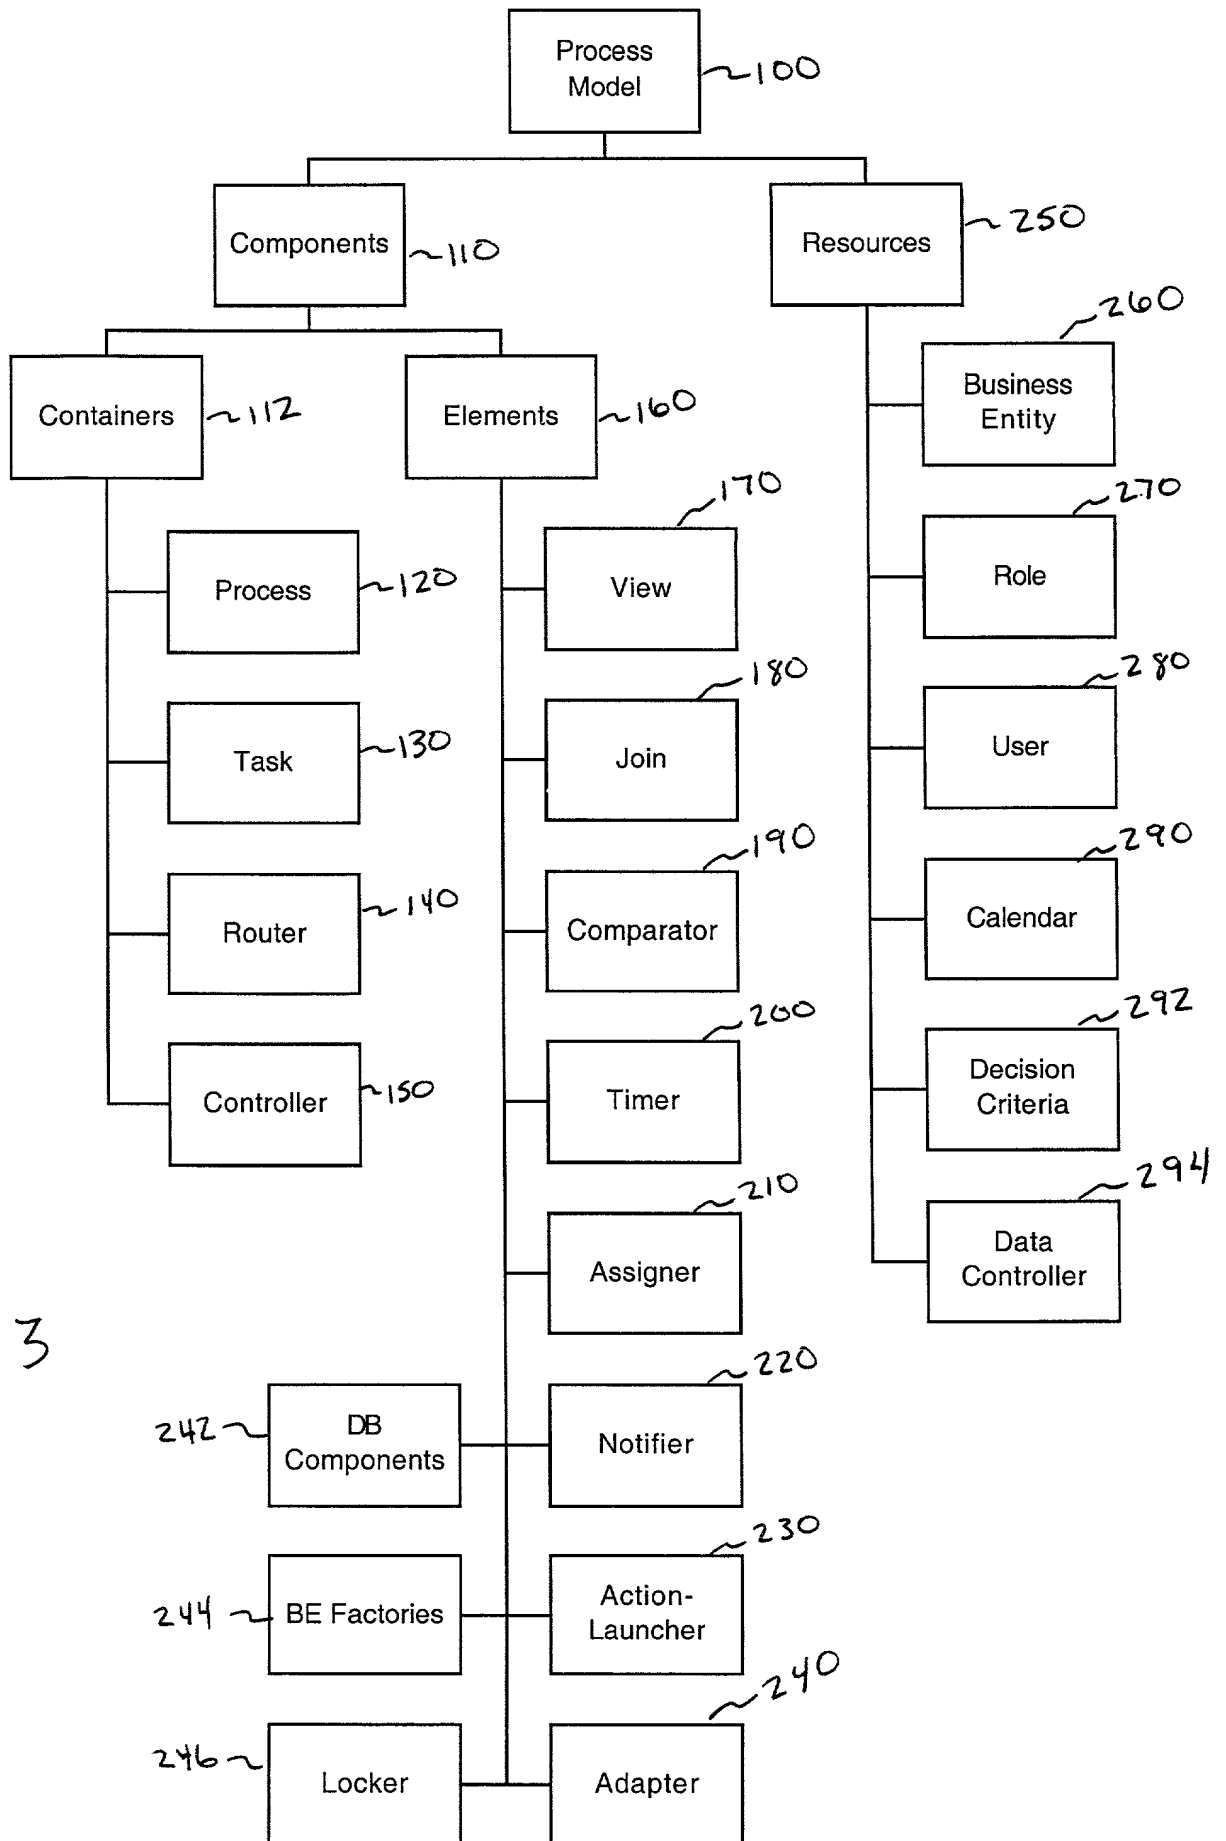 Process
Model
100
Components
110
Resources
250
Containers
112
Elements
160
Business
Entity
260
Process
120
View
170
Role
270
Task
130
Join
180
User
280
Router
140
Comparator
190
Calendar
290
Controller
150
Timer
200
Decision
Criteria
292
Assigner
210
Data
Controller
294
3
242
DB
Components
Notifier
220
244
BE Factories
Action-
Launcher
230
246
Locker
Adapter
240